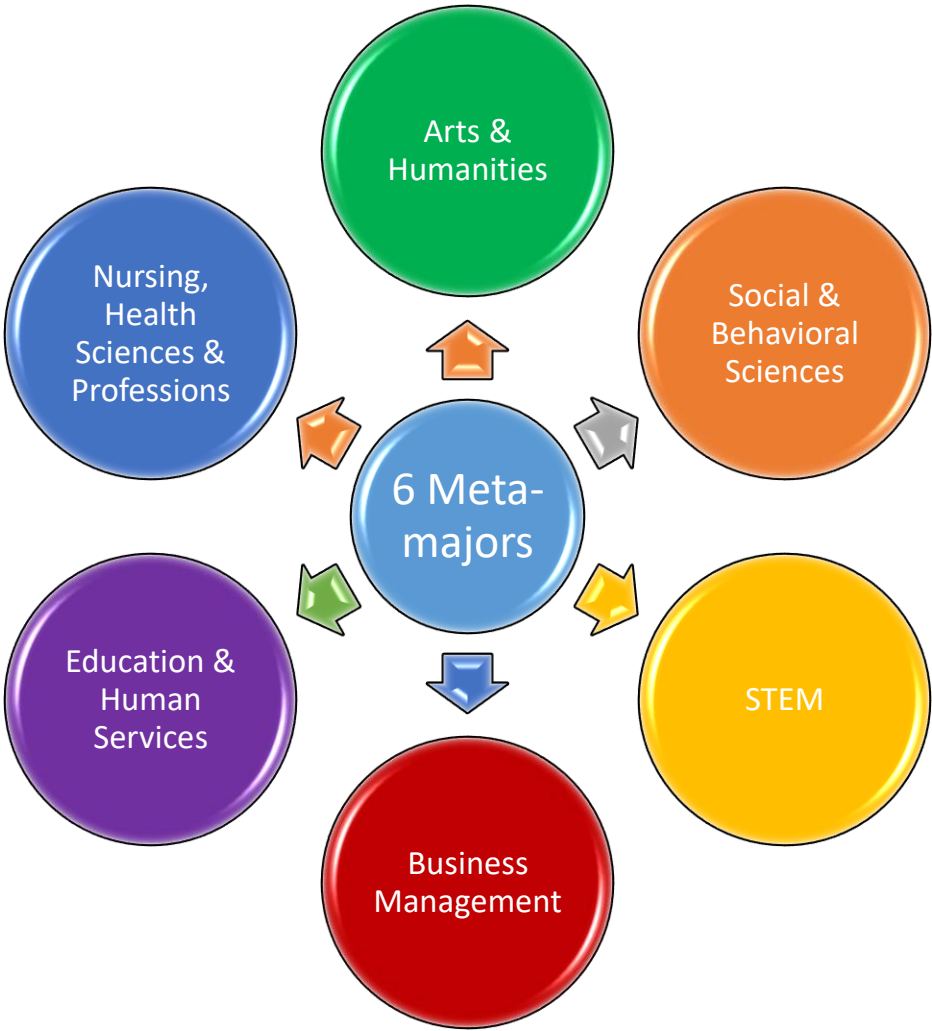 Arts &
Humanities
Nursing,
Health
Sciences &
Professions
Social &
Behavioral
Sciences
6 Meta-
majors
Education &
Human
Services
STEM
Business
Management